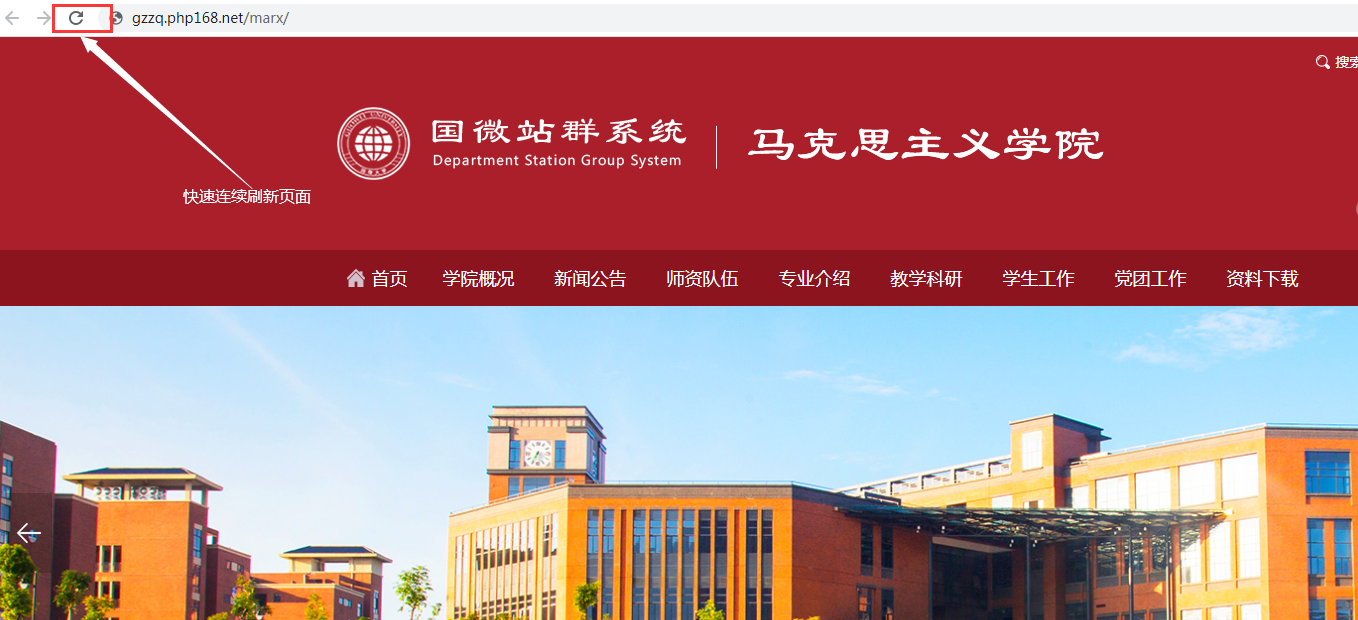 gzzq.php168.net/marx/
搜索
国微站群系统
Department Station Group System
马克思主义学院
快速连续刷新页面
首页 学院概况 新闻公告 师资队伍 专业介绍 教学科研 学生工作 党团工作 资料下载